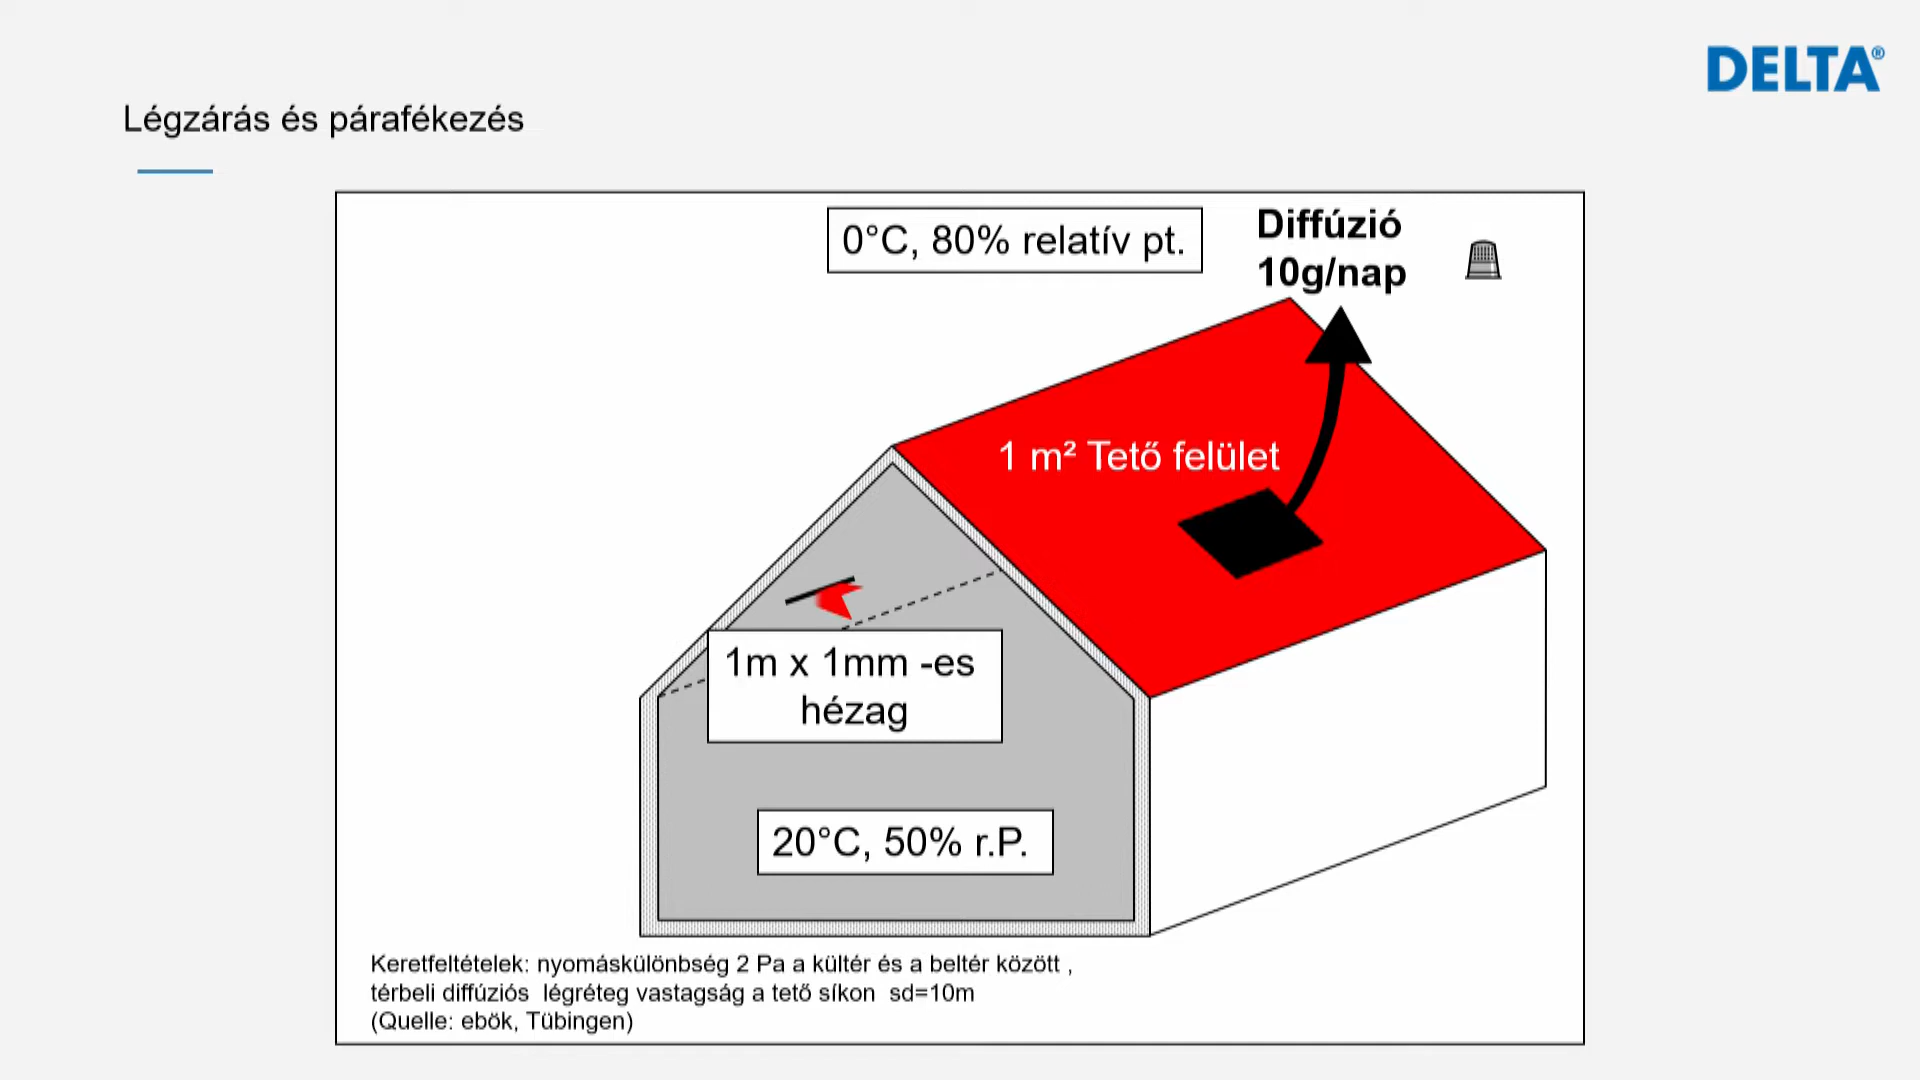 DELTA®
Légzárás és párafékezés
0°C, 80% relatív pt.
Diffúzió
10g/nap
1 m² Tető felület
1m x 1mm -es
hézag
20°C, 50% r.P.
Keretfeltételek: nyomáskülönbség 2 Pa a kültér és a beltér között ,
térbeli diffúziós légréteg vastagság a tető síkon sd=10m
(Quelle: ebök, Tübingen)